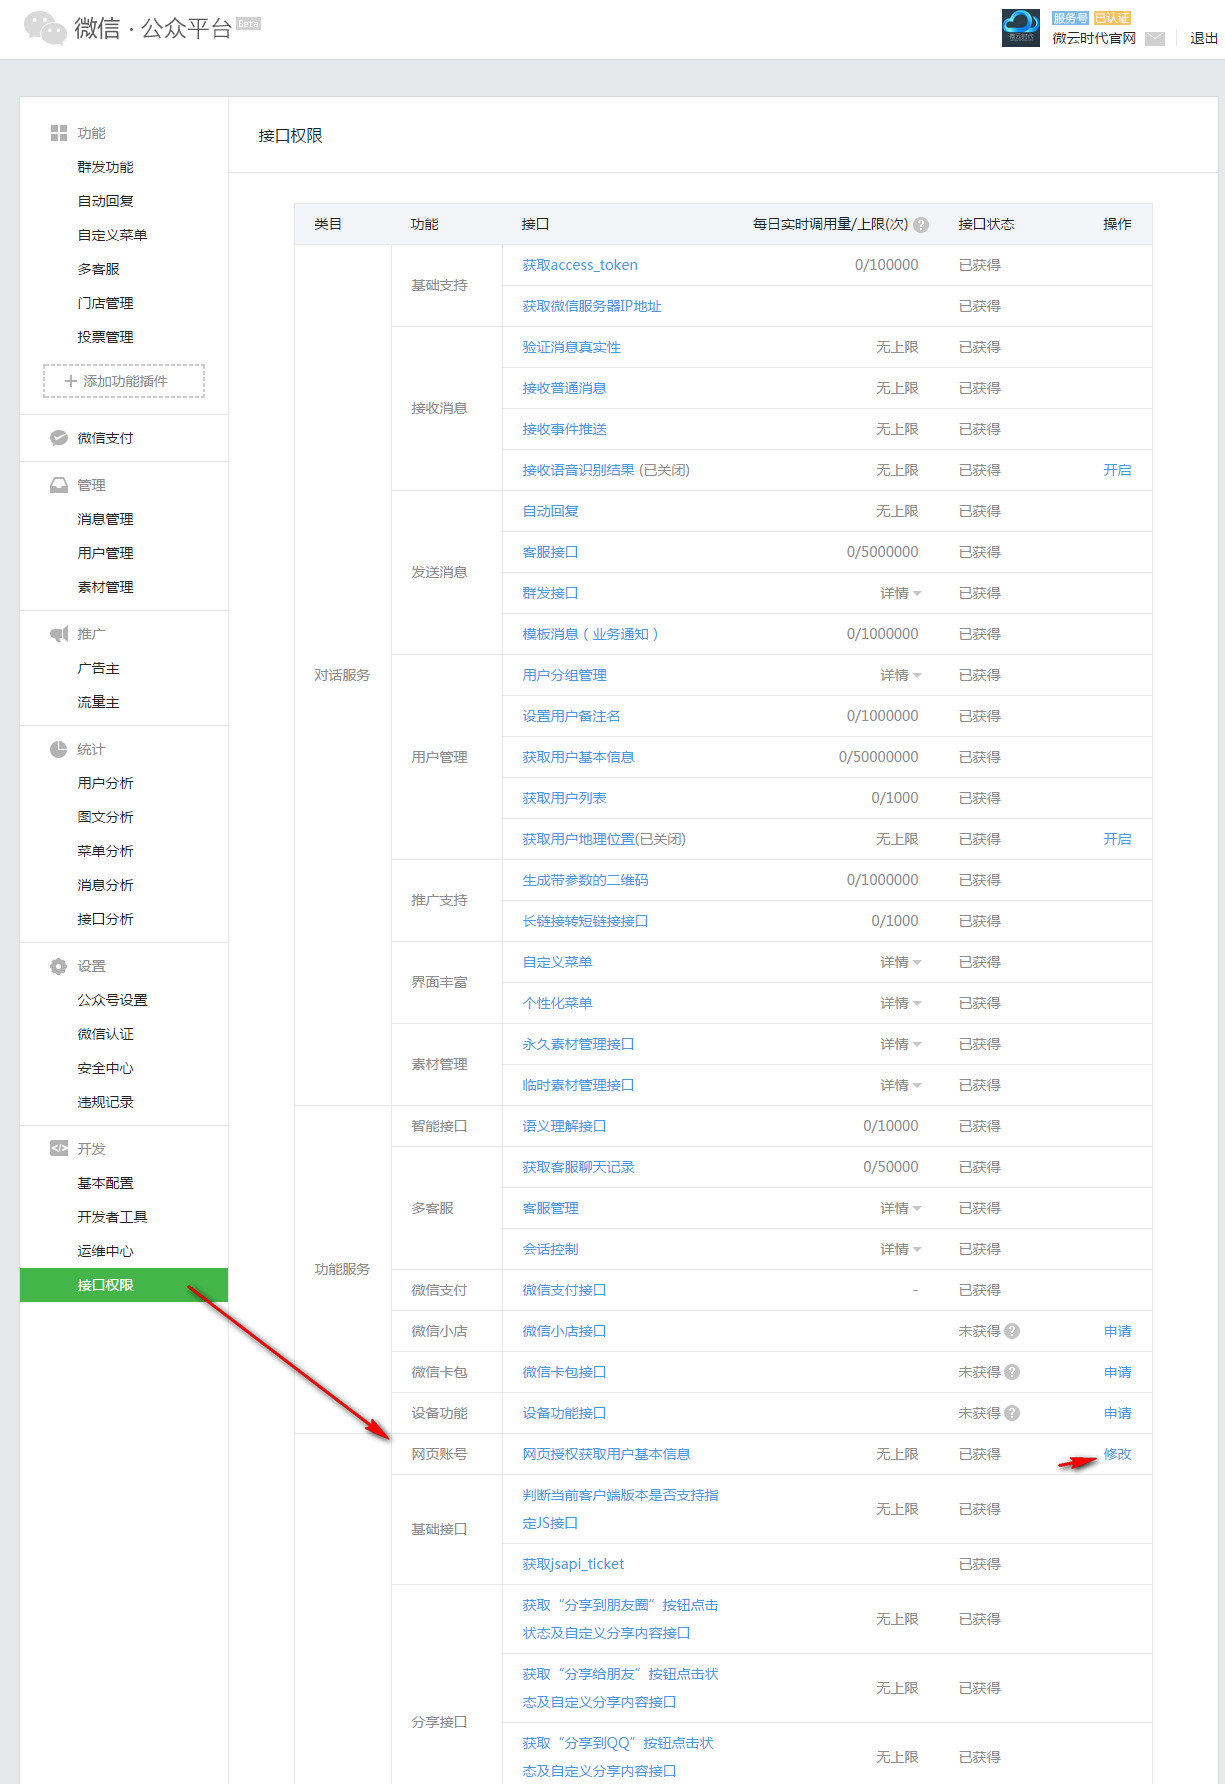 微信·公众平台 Beta
服务号 已认证
微云时代官网
退出
功能
群发功能
自动回复
自定义菜单
多客服
门店管理
投票管理
+ 添加功能插件
微信支付
管理
消息管理
用户管理
素材管理
推广
广告主
流量主
统计
用户分析
图文分析
菜单分析
消息分析
接口分析
设置
公众号设置
微信认证
安全中心
违规记录
开发
基本配置
开发者工具
运维中心
接口权限
接口权限
类目 功能 接口 每日实时调用量/上限(次) ? 接口状态 操作
对话服务
基础支持
获取access_token 0/100000 已获得
获取微信服务器IP地址 已获得
接收消息
验证消息真实性 无上限 已获得
接收普通消息 无上限 已获得
接收事件推送 无上限 已获得
接收语音识别结果 (已关闭) 无上限 已获得 开启
发送消息
自动回复 无上限 已获得
客服接口 0/5000000 已获得
群发接口 详情 已获得
模板消息（业务通知） 0/1000000 已获得
用户管理
用户分组管理 详情 已获得
设置用户备注名 0/1000000 已获得
获取用户基本信息 0/50000000 已获得
获取用户列表 0/1000 已获得
获取用户地理位置(已关闭) 无上限 已获得 开启
推广支持
生成带参数的二维码 0/1000000 已获得
长链接转短链接接口 0/1000 已获得
界面丰富
自定义菜单 详情 已获得
个性化菜单 详情 已获得
素材管理
永久素材管理接口 详情 已获得
临时素材管理接口 详情 已获得
功能服务
智能接口 语义理解接口 0/10000 已获得
多客服
获取客服聊天记录 0/50000 已获得
客服管理 详情 已获得
会话控制 详情 已获得
微信支付 微信支付接口 - 已获得
微信小店 微信小店接口 未获得 ? 申请
微信卡包 微信卡包接口 未获得 ? 申请
设备功能 设备功能接口 未获得 ? 申请
网页账号 网页授权获取用户基本信息 无上限 已获得 修改
基础接口
判断当前客户端版本是否支持指
定JS接口 无上限 已获得
获取jsapi_ticket 已获得
分享接口
获取“分享到朋友圈”按钮点击
状态及自定义分享内容接口 无上限 已获得
获取“分享给朋友”按钮点击状
态及自定义分享内容接口 无上限 已获得
获取“分享到QQ”按钮点击状
态及自定义分享内容接口 无上限 已获得